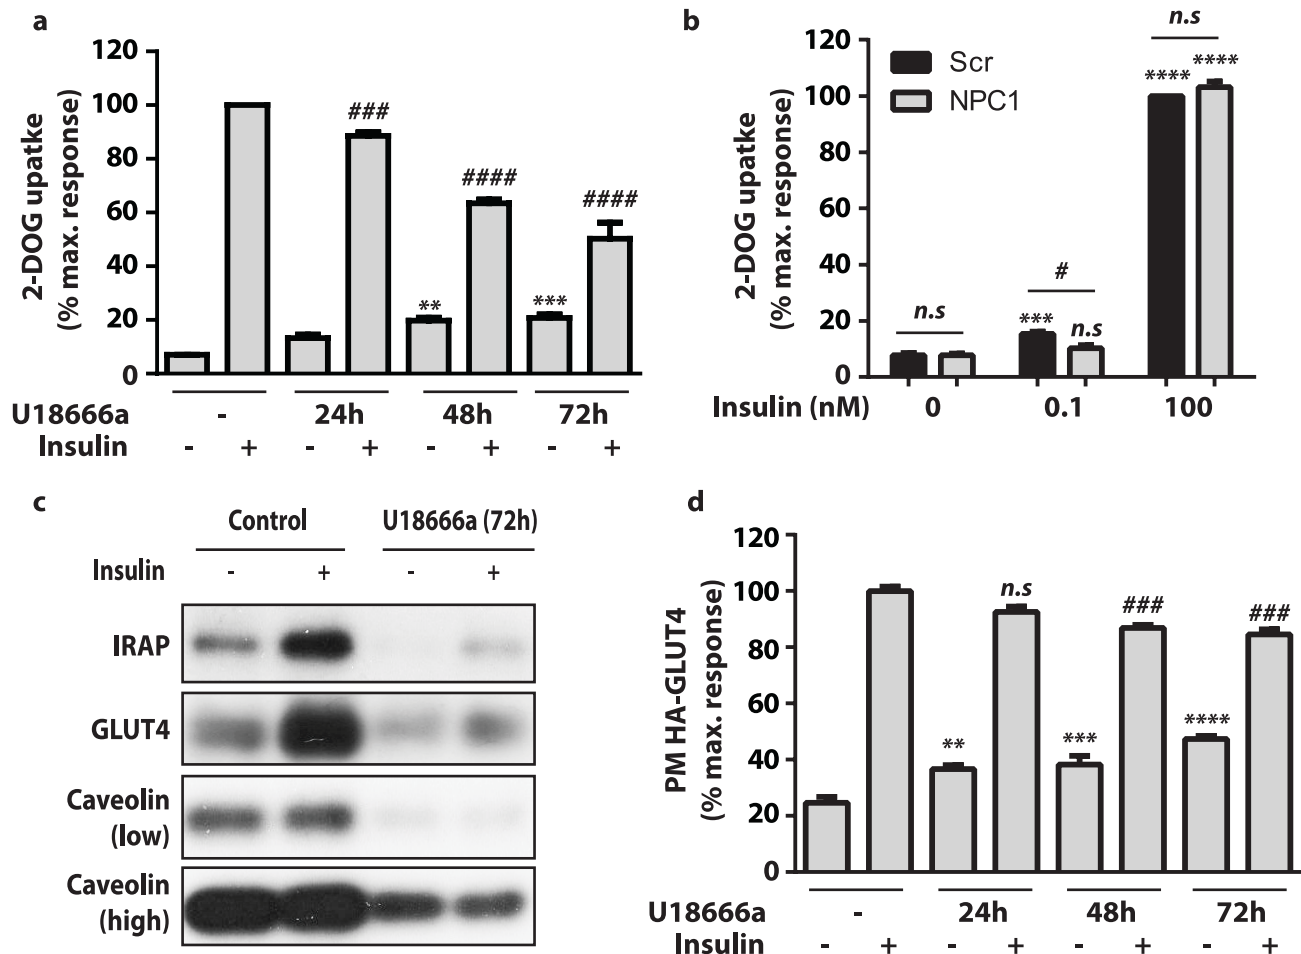 a
2-DOG upatke
(% max. response)
120
100
80
60
40
20
0
###
####
####
**
***
U18666a - 24h 48h 72h
Insulin - + - + - + - +
b
2-DOG upatke
(% max. response)
120
100
120
80
60
40
20
0
Scr
NPC1
n.s
**** ****
#
n.s
*** n.s
Insulin (nM) 0 0.1 100
c
Control U18666a (72h)
Insulin - + - +
IRAP
GLUT4
Caveolin
(low)
Caveolin
(high)
d
PM HA-GLUT4
(% max. response)
120
100
80
60
40
20
0
n.s
###
###
**
***
****
U18666a - 24h 48h 72h
Insulin - + - + - + - +